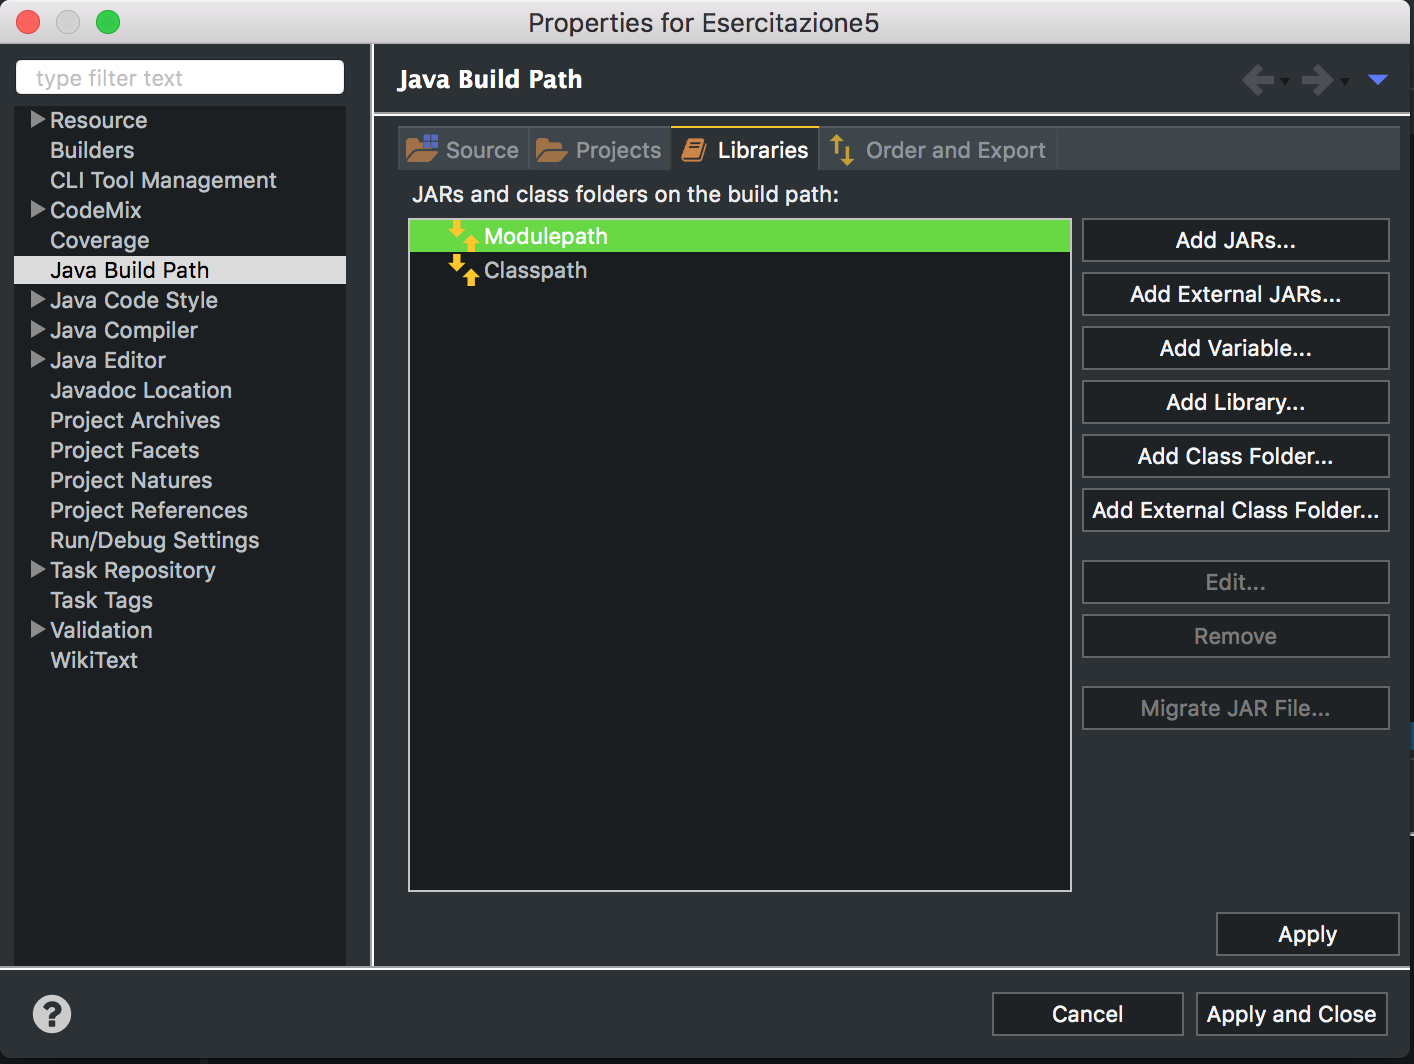 Properties for Esercitazione5
type filter text
Resource
Builders
CLI Tool Management
CodeMix
Coverage
Java Build Path
Java Code Style
Java Compiler
Java Editor
Javadoc Location
Project Archives
Project Facets
Project Natures
Project References
Run/Debug Settings
Task Repository
Task Tags
Validation
WikiText
Java Build Path
Source Projects Libraries Order and Export
JARs and class folders on the build path:
Modulepath
Classpath
Add JARs...
Add External JARs...
Add Variable...
Add Library...
Add Class Folder...
Add External Class Folder...
Edit...
Remove
Migrate JAR File...
Apply
?
Cancel Apply and Close